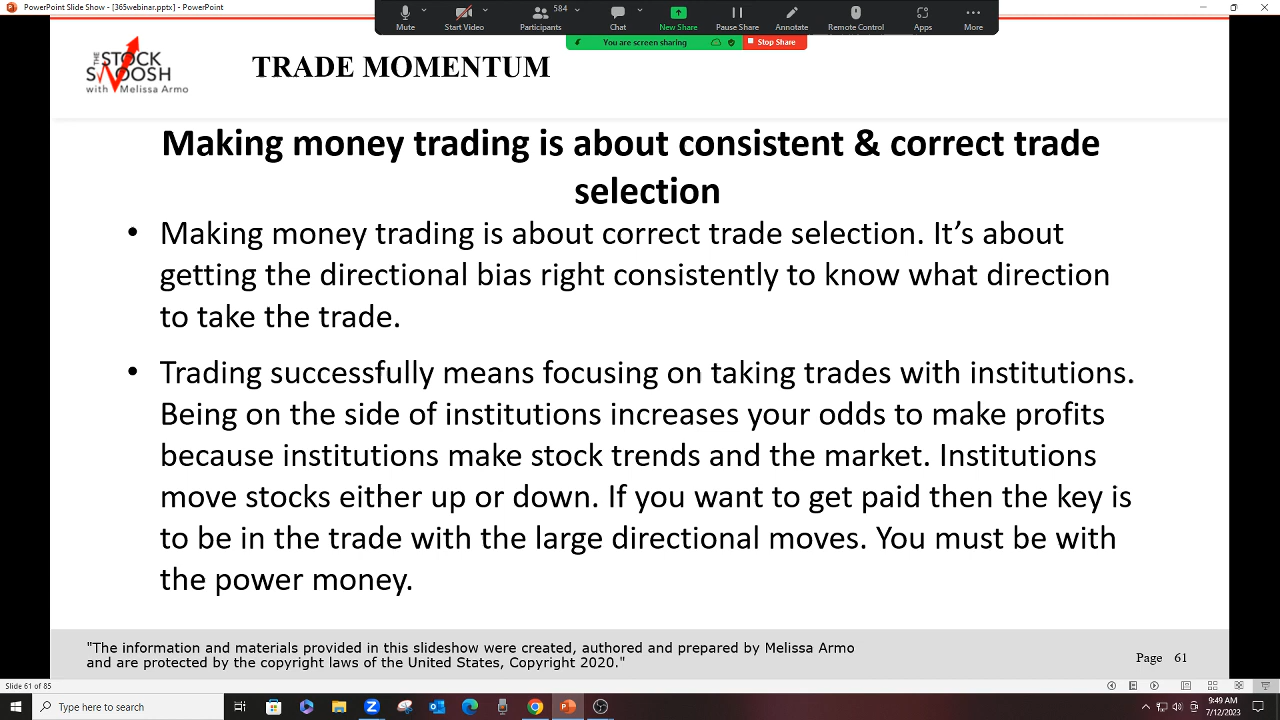 PowerPoint Slide Show - [365webinar.pptx] - PowerPoint
Mute
Start Video
584
Participants
Chat
New Share
Pause Share
Annotate
Remote Control
Apps
More
You are screen sharing
Stop Share
THE
STOCK
SWOOSH
with Melissa Armo
TRADE MOMENTUM
Making money trading is about consistent & correct trade
selection
• Making money trading is about correct trade selection. It’s about
getting the directional bias right consistently to know what direction
to take the trade.
• Trading successfully means focusing on taking trades with institutions.
Being on the side of institutions increases your odds to make profits
because institutions make stock trends and the market. Institutions
move stocks either up or down. If you want to get paid then the key is
to be in the trade with the large directional moves. You must be with
the power money.
"The information and materials provided in this slideshow were created, authored and prepared by Melissa Armo
and are protected by the copyright laws of the United States, Copyright 2020."
Page 61
Slide 61 of 85
Type here to search
9:49 AM
7/12/2023